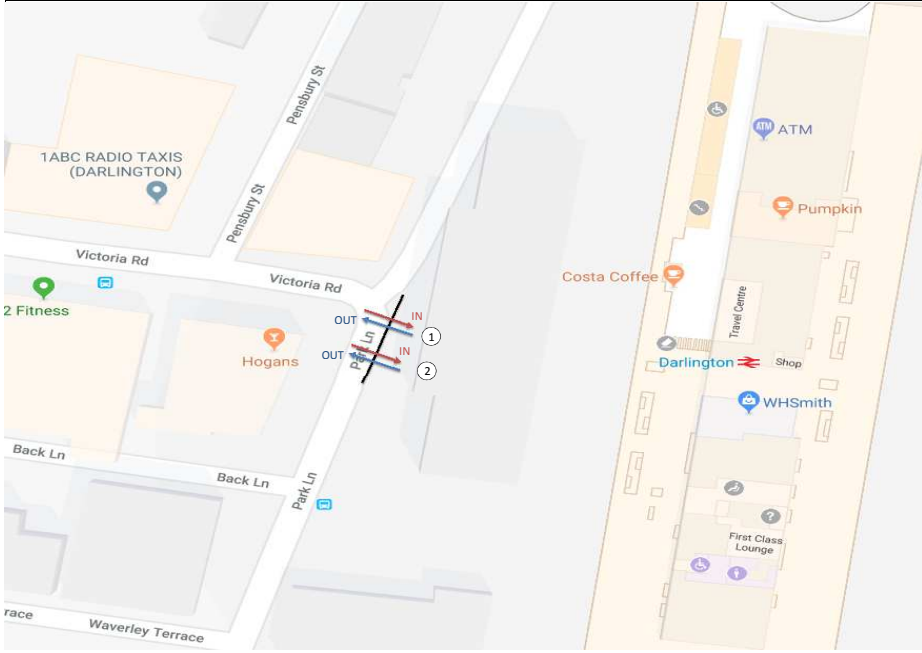 Pensbury St
ATM
ATM
1ABC RADIO TAXIS
(DARLINGTON)
Pumpkin
Pensbury St
Victoria Rd
Victoria Rd
Costa Coffee
Travel Centre
2 Fitness
OUT
IN
1
Park Ln
Hogans
OUT
IN
2
Darlington
Shop
WHSmith
Back Ln
Back Ln
Park Ln
?
First Class
Lounge
race
Waverley Terrace